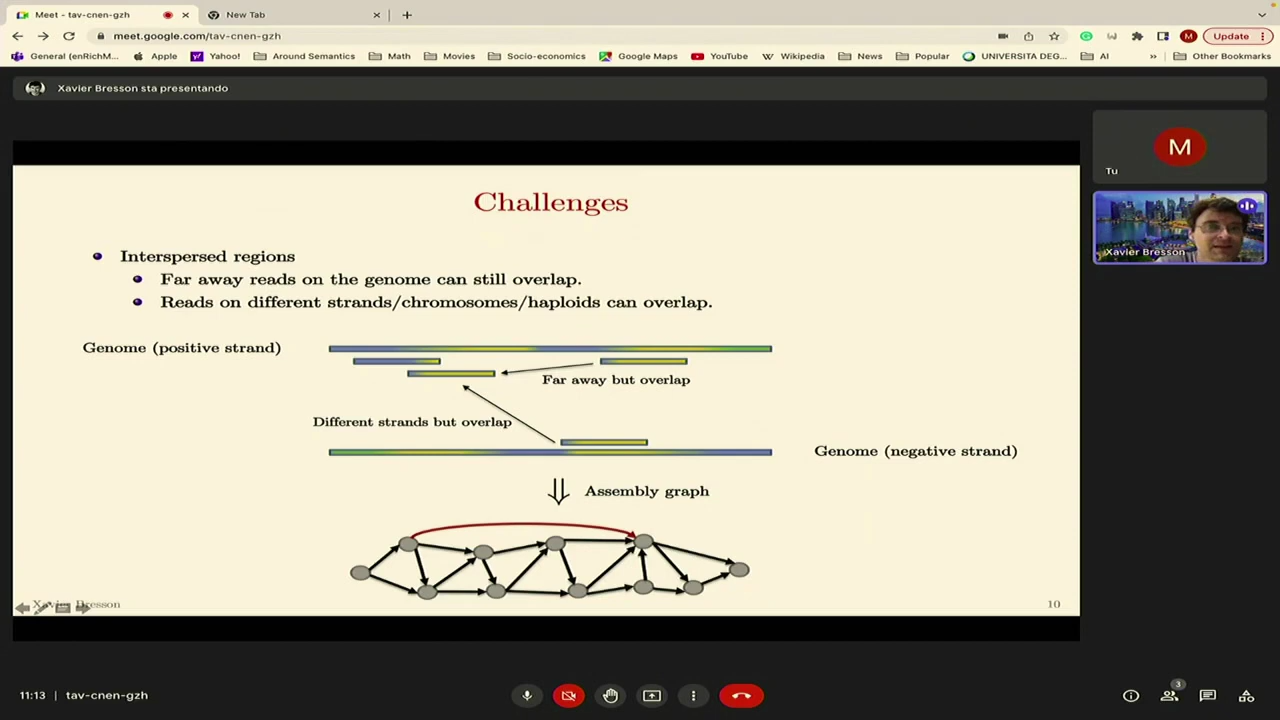 Meet - tav-cnen-gzh
New Tab
meet.google.com/tav-cnen-gzh
Update
General (enRichM...
Apple
Yahoo!
Around Semantics
Math
Movies
Socio-economics
Google Maps
YouTube
Wikipedia
News
Popular
UNIVERSITA DEG...
AI
»
Other Bookmarks
Xavier Bresson sta presentando
M
Tu
Xavier Bresson
Challenges
Interspersed regions
Far away reads on the genome can still overlap.
Reads on different strands/chromosomes/haploids can overlap.
Genome (positive strand)
Far away but overlap
Different strands but overlap
Genome (negative strand)
Assembly graph
Xavier Bresson
10
11:13 | tav-cnen-gzh
3